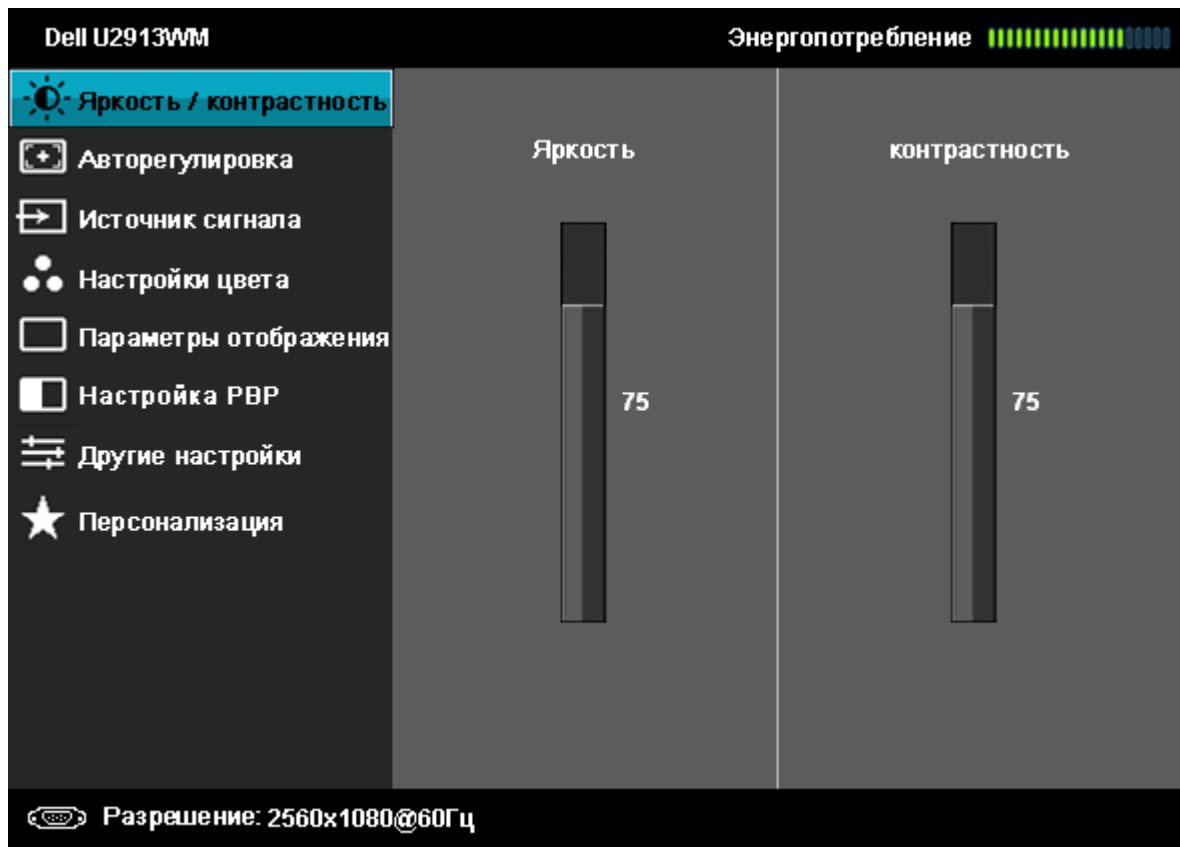 Dell U2913WM
Энергопотребление
Яркость / контрастность
Авторегулировка
Источник сигнала
Настройки цвета
Параметры отображения
Настройка PBP
Другие настройки
Персонализация
Яркость
75
контрастность
75
Разрешение: 2560x1080@60Гц